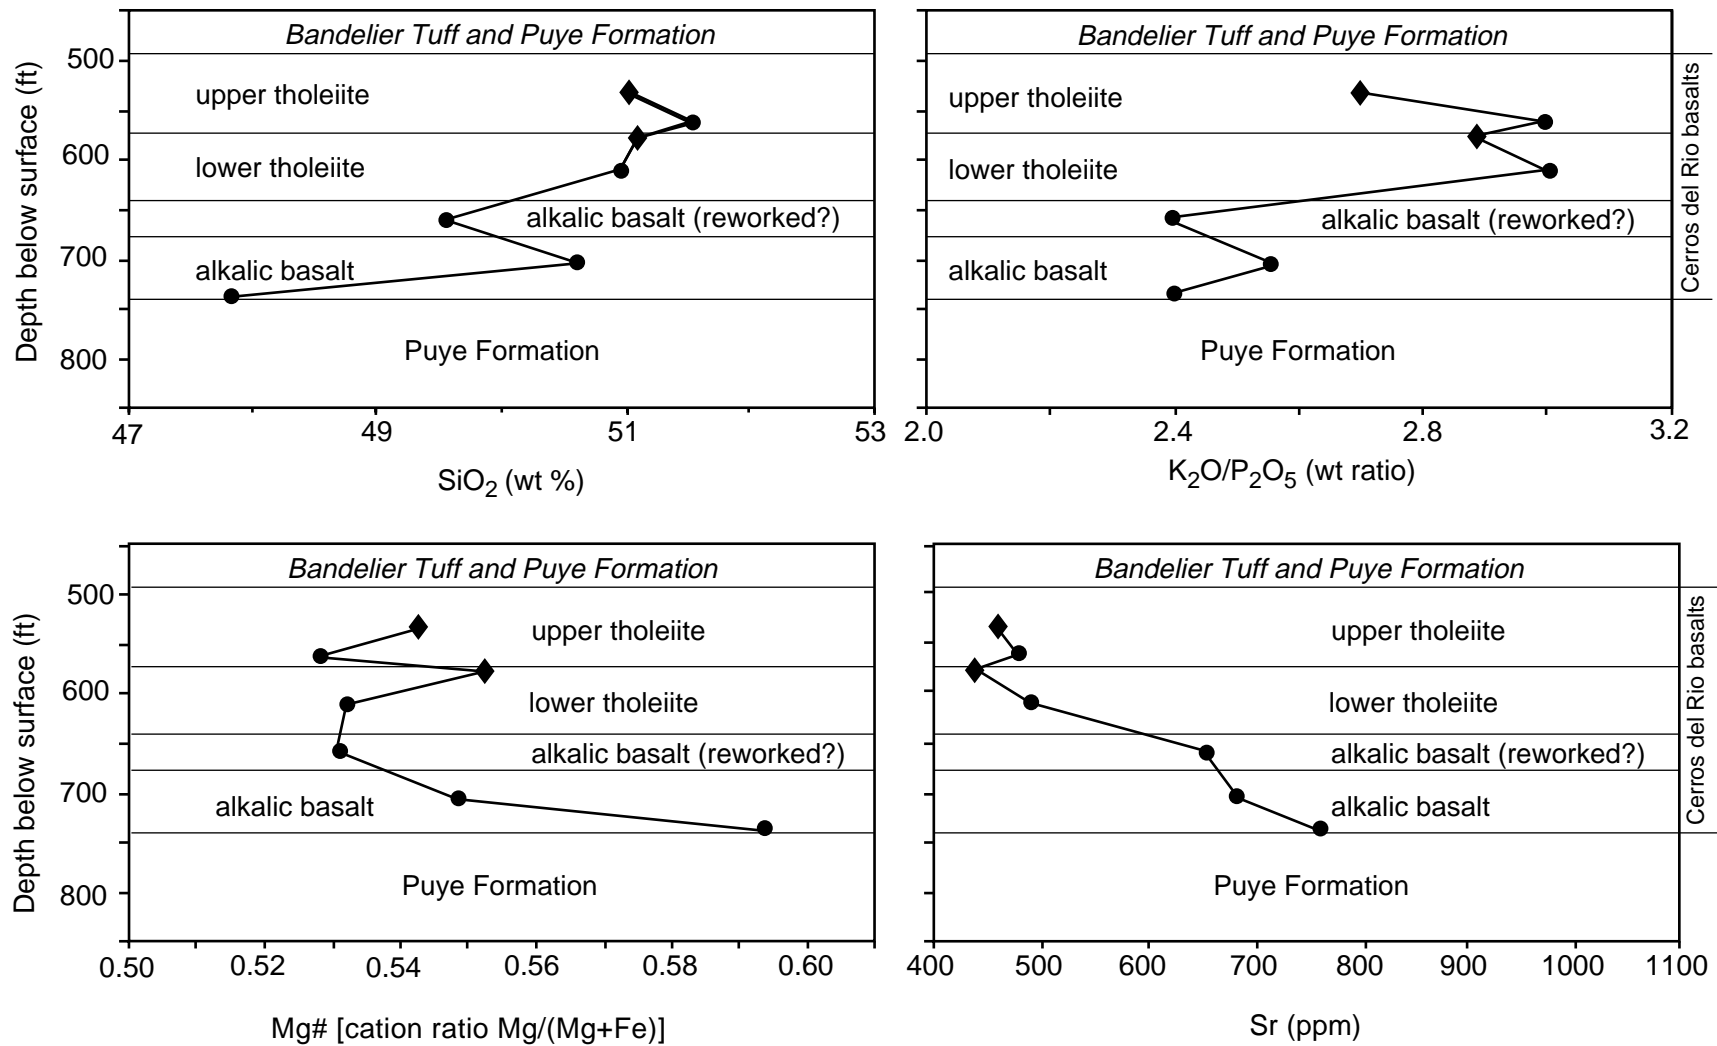 Bandelier Tuff and Puye Formation
upper tholeiite
lower tholeiite
alkalic basalt (reworked?)
alkalic basalt
Puye Formation
500
600
700
800
Depth below surface (ft)
47 49 51 53
SiO2 (wt %)
Bandelier Tuff and Puye Formation
upper tholeiite
lower tholeiite
alkalic basalt (reworked?)
alkalic basalt
Puye Formation
Cerros del Rio basalts
2.0 2.4 2.8 3.2
K2O/P2O5 (wt ratio)
Bandelier Tuff and Puye Formation
upper tholeiite
lower tholeiite
alkalic basalt (reworked?)
alkalic basalt
Puye Formation
500
600
700
800
Depth below surface (ft)
0.50 0.52 0.54 0.56 0.58 0.60
Mg# [cation ratio Mg/(Mg+Fe)]
Bandelier Tuff and Puye Formation
upper tholeiite
lower tholeiite
alkalic basalt (reworked?)
alkalic basalt
Puye Formation
Cerros del Rio basalts
400 500 600 700 800 900 1000 1100
Sr (ppm)